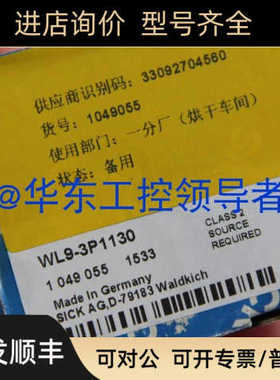 进店询价 型号齐全
供应商识别码：33092704560
货号：1049055
使用部门：一分厂（烘干车间）
状态：备用
@华东工控领导者
WL9-3P1130
CLASS 2
SOURCE
REQUIRED
1 049 055 1533
Made in Germany
SICK AG,D-79183 Waldkich
发顺丰
可对公 可开专票/普票